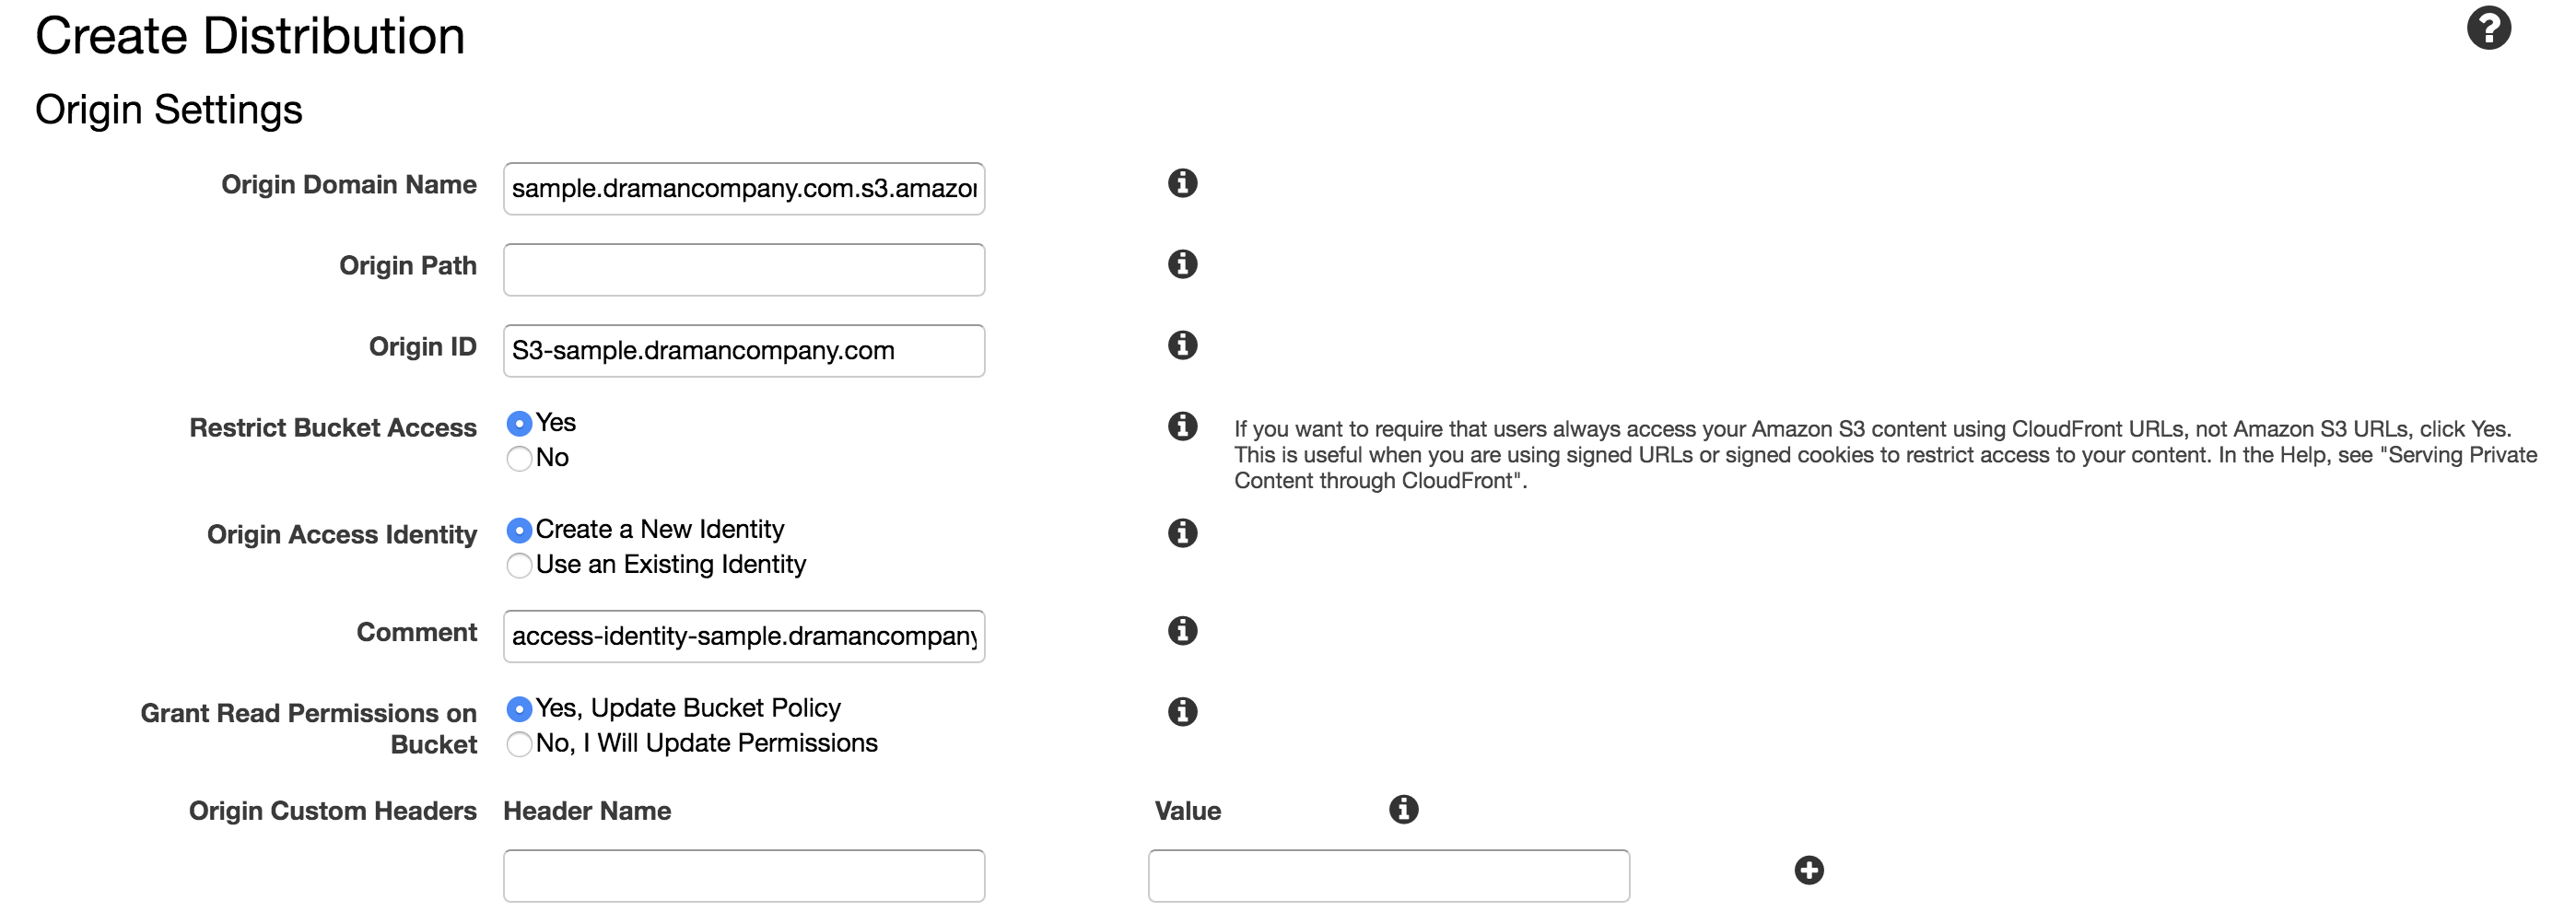 Create Distribution
Origin Settings
Origin Domain Name sample.dramancompany.com.s3.amazon
Origin Path
Origin ID S3-sample.dramancompany.com
Restrict Bucket Access Yes
No
If you want to require that users always access your Amazon S3 content using CloudFront URLs, not Amazon S3 URLs, click Yes.
This is useful when you are using signed URLs or signed cookies to restrict access to your content. In the Help, see "Serving Private
Content through CloudFront".
Origin Access Identity Create a New Identity
Use an Existing Identity
Comment access-identity-sample.dramancompany
Grant Read Permissions on
Bucket
Yes, Update Bucket Policy
No, I Will Update Permissions
Origin Custom Headers Header Name Value